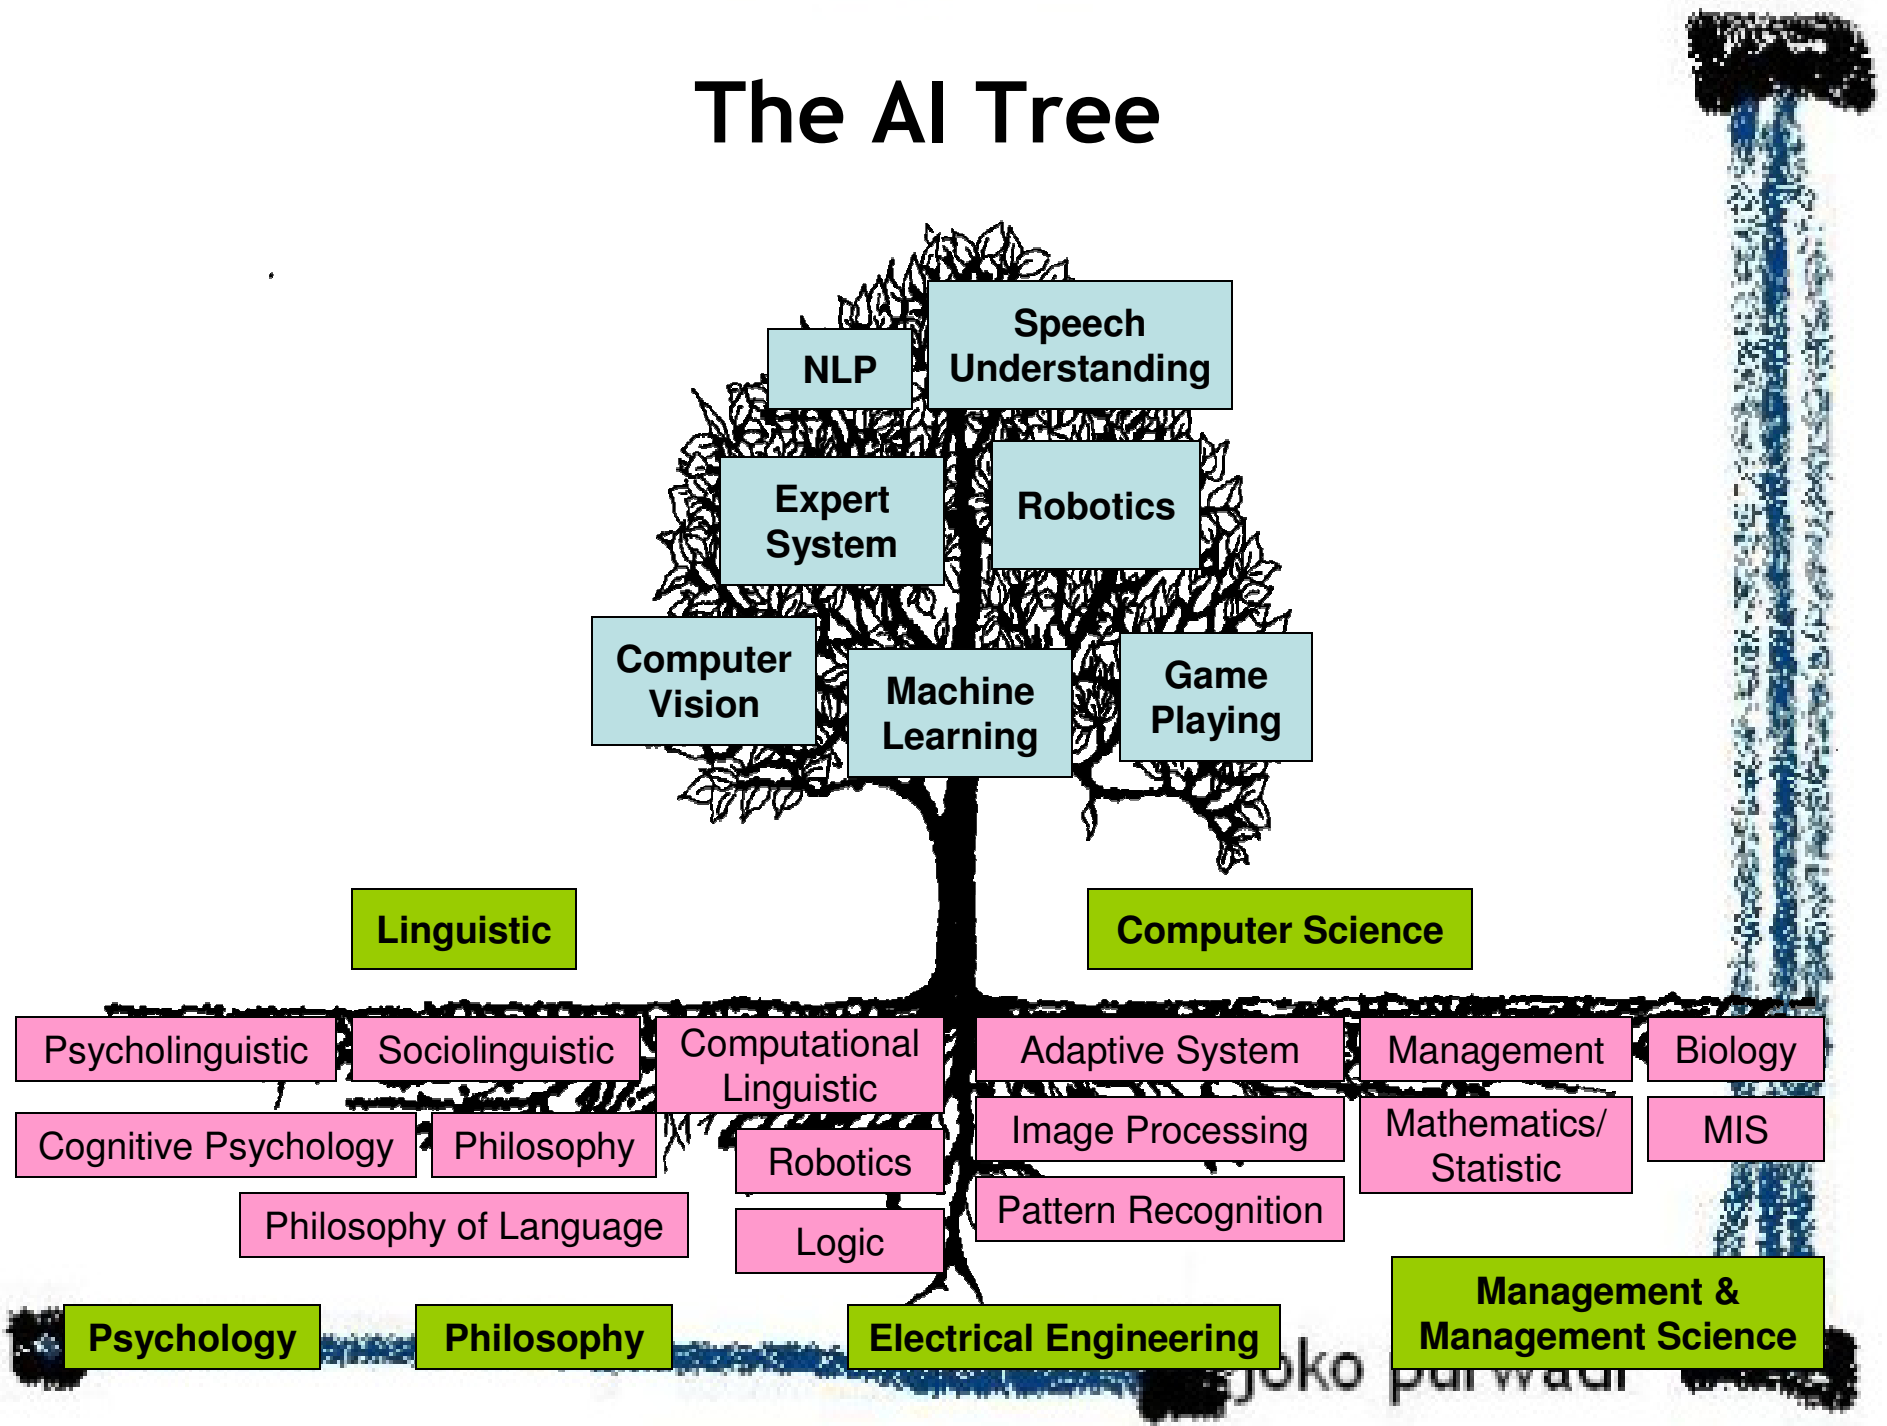 The AI Tree
Speech
Understanding
NLP
Expert
System
Robotics
Computer
Vision
Machine
Learning
Game
Playing
Linguistic
Computer Science
Psycholinguistic
Sociolinguistic
Computational
Linguistic
Adaptive System
Management
Biology
Cognitive Psychology
Philosophy
Robotics
Image Processing
Mathematics/
Statistic
MIS
Philosophy of Language
Logic
Pattern Recognition
Management &
Management Science
Psychology
Philosophy
Electrical Engineering
joko purwadi